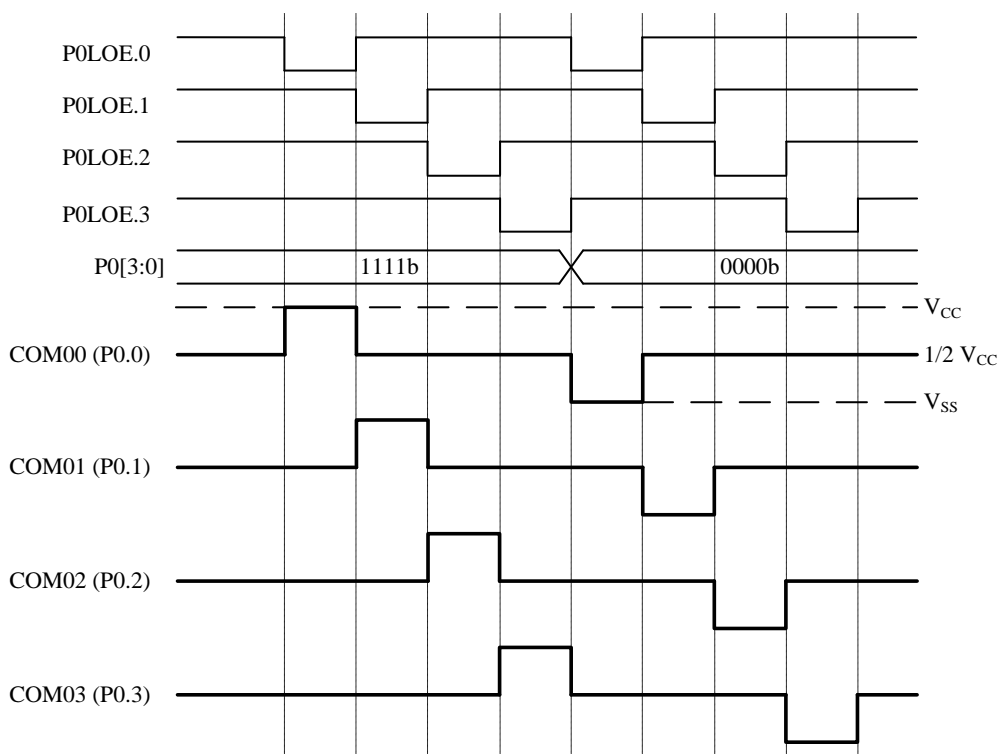 P0LOE.0
P0LOE.1
P0LOE.2
P0LOE.3
P0[3:0]
1111b
0000b
VCC
COM00 (P0.0)
1/2 VCC
VSS
COM01 (P0.1)
COM02 (P0.2)
COM03 (P0.3)